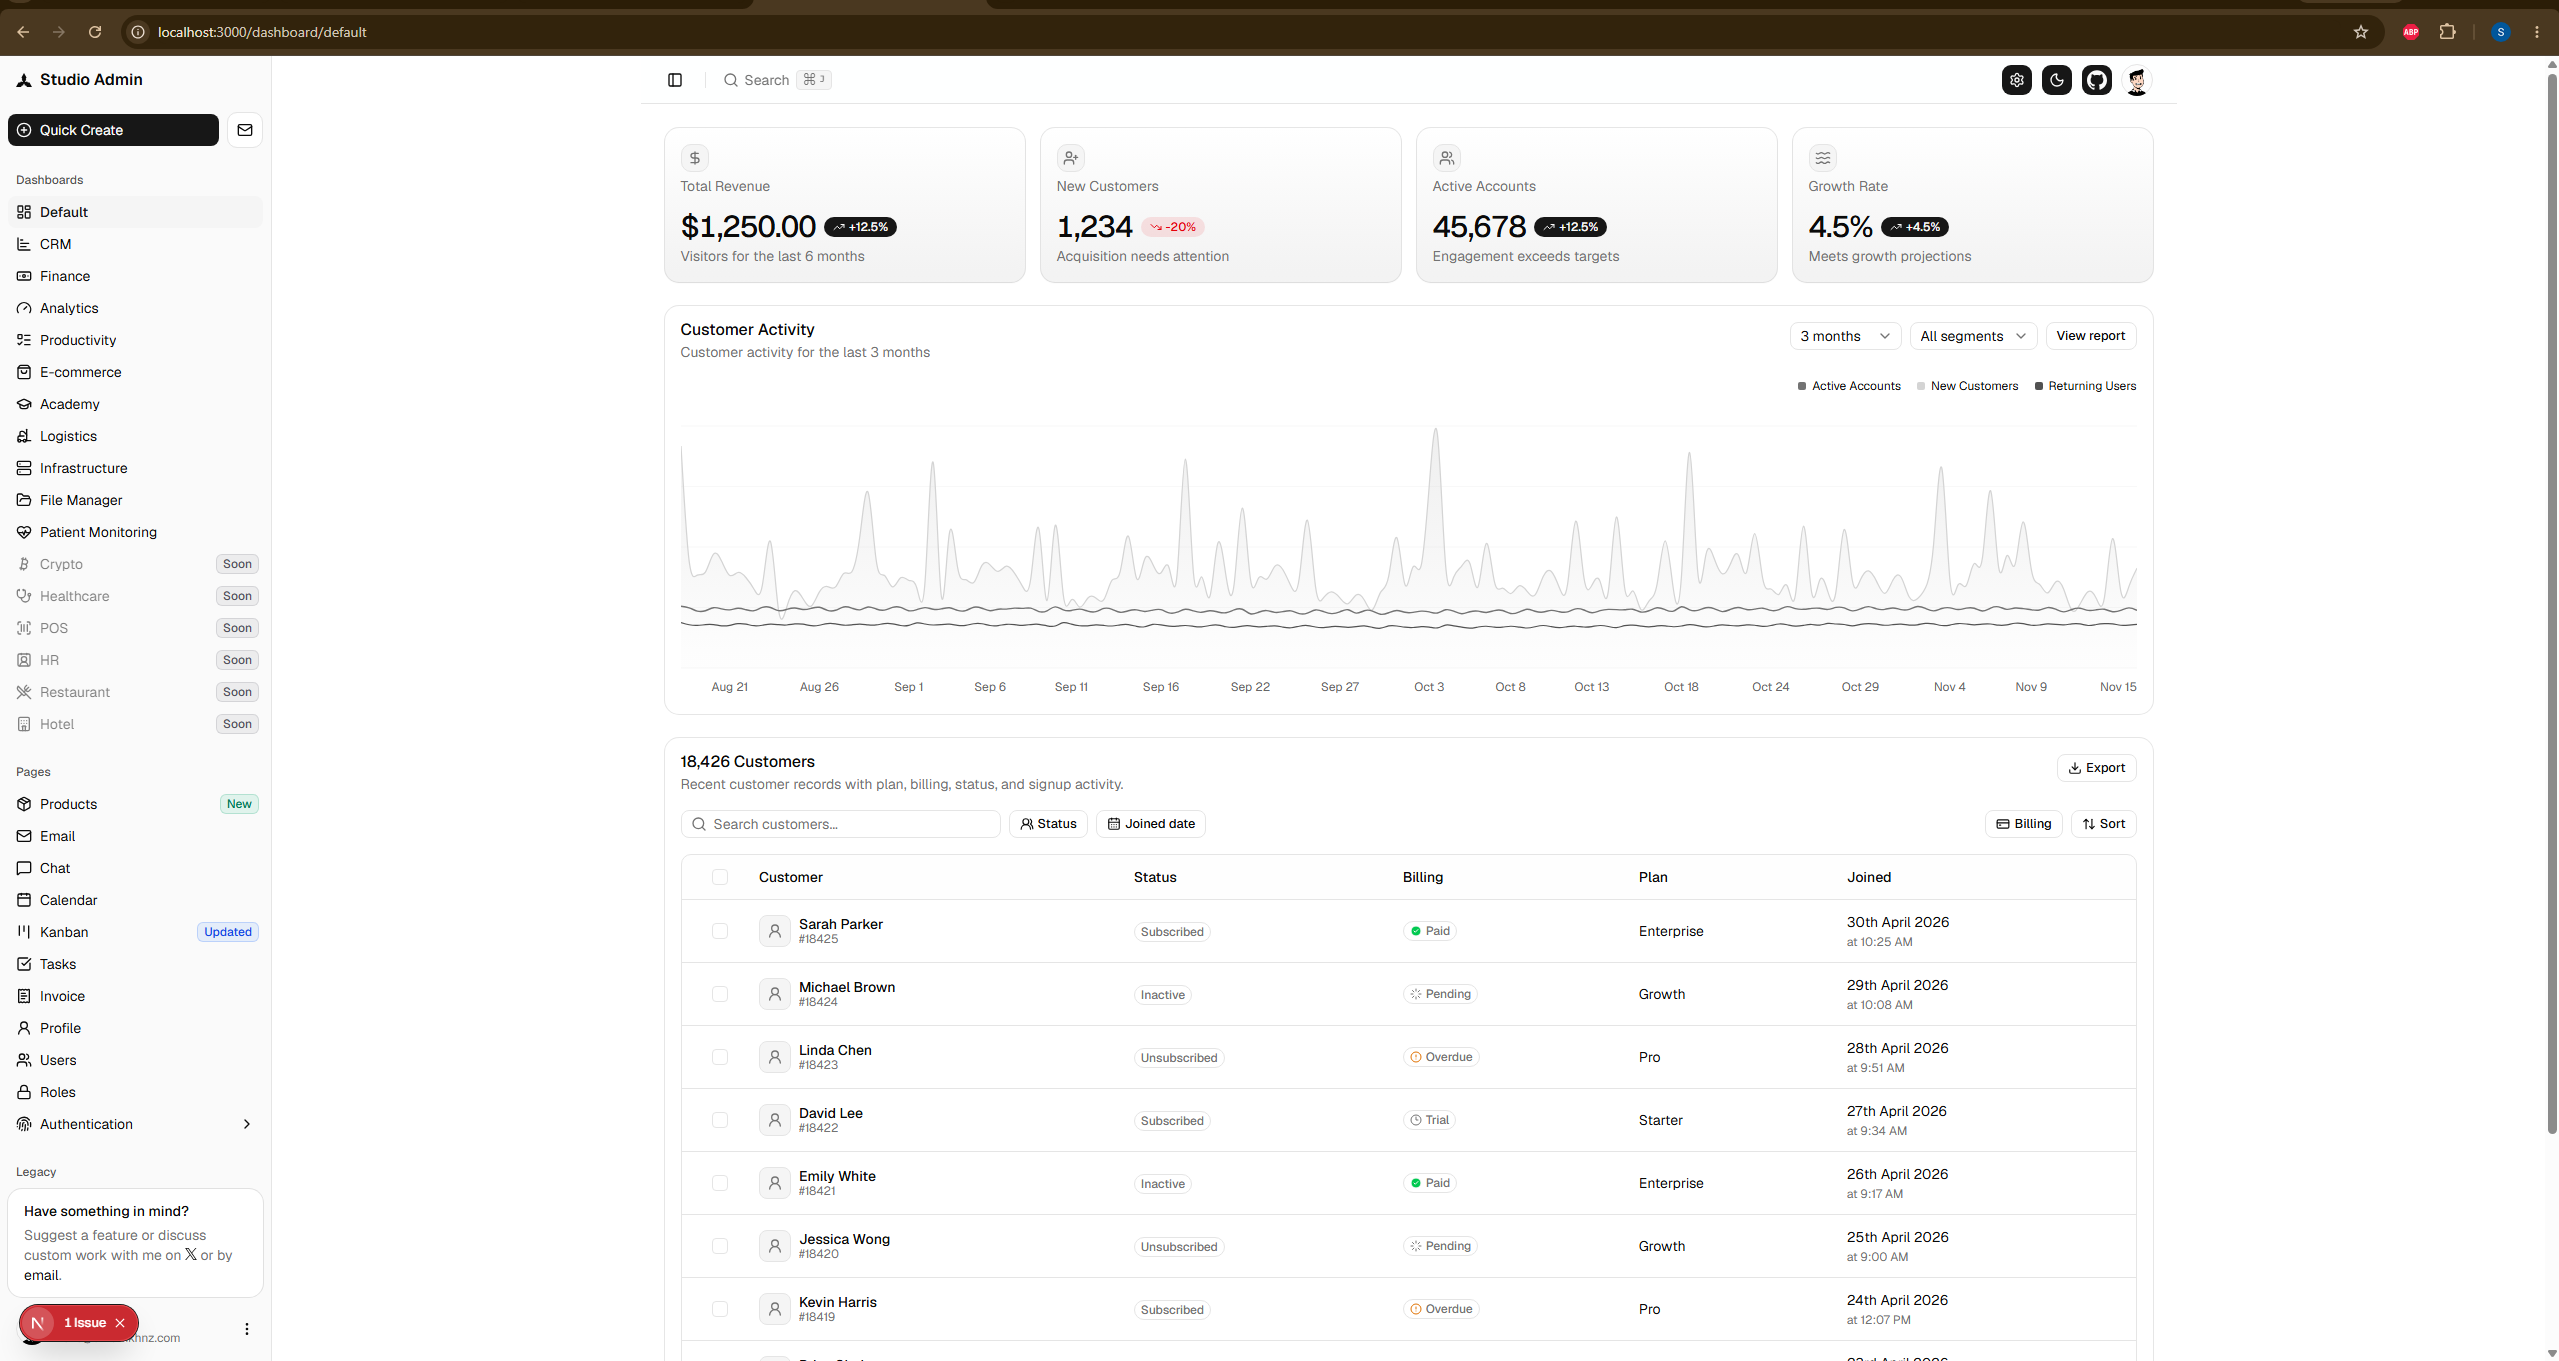 localhost:3000/dashboard/default
ABP
S
Studio Admin
Quick Create
Dashboards
Default
CRM
Finance
Analytics
Productivity
E-commerce
Academy
Logistics
Infrastructure
File Manager
Patient Monitoring
Crypto Soon
Healthcare Soon
POS Soon
HR Soon
Restaurant Soon
Hotel Soon
Pages
Products New
Email
Chat
Calendar
Kanban Updated
Tasks
Invoice
Profile
Users
Roles
Authentication
Legacy
Have something in mind?
Suggest a feature or discuss
custom work with me on 𝕏 or by
email.
N 1 Issue
khnz.com
Search ⌘ J
Total Revenue
$1,250.00 +12.5%
Visitors for the last 6 months
New Customers
1,234 -20%
Acquisition needs attention
Active Accounts
45,678 +12.5%
Engagement exceeds targets
Growth Rate
4.5% +4.5%
Meets growth projections
Customer Activity
Customer activity for the last 3 months
3 months All segments View report
Active Accounts New Customers Returning Users
Aug 21 Aug 26 Sep 1 Sep 6 Sep 11 Sep 16 Sep 22 Sep 27 Oct 3 Oct 8 Oct 13 Oct 18 Oct 24 Oct 29 Nov 4 Nov 9 Nov 15
18,426 Customers
Recent customer records with plan, billing, status, and signup activity.
Export
Search customers... Status Joined date Billing Sort
Customer Status Billing Plan Joined
Sarah Parker Subscribed Paid Enterprise 30th April 2026
#18425 at 10:25 AM
Michael Brown Inactive Pending Growth 29th April 2026
#18424 at 10:08 AM
Linda Chen Unsubscribed Overdue Pro 28th April 2026
#18423 at 9:51 AM
David Lee Subscribed Trial Starter 27th April 2026
#18422 at 9:34 AM
Emily White Inactive Paid Enterprise 26th April 2026
#18421 at 9:17 AM
Jessica Wong Unsubscribed Pending Growth 25th April 2026
#18420 at 9:00 AM
Kevin Harris Subscribed Overdue Pro 24th April 2026
#18419 at 12:07 PM